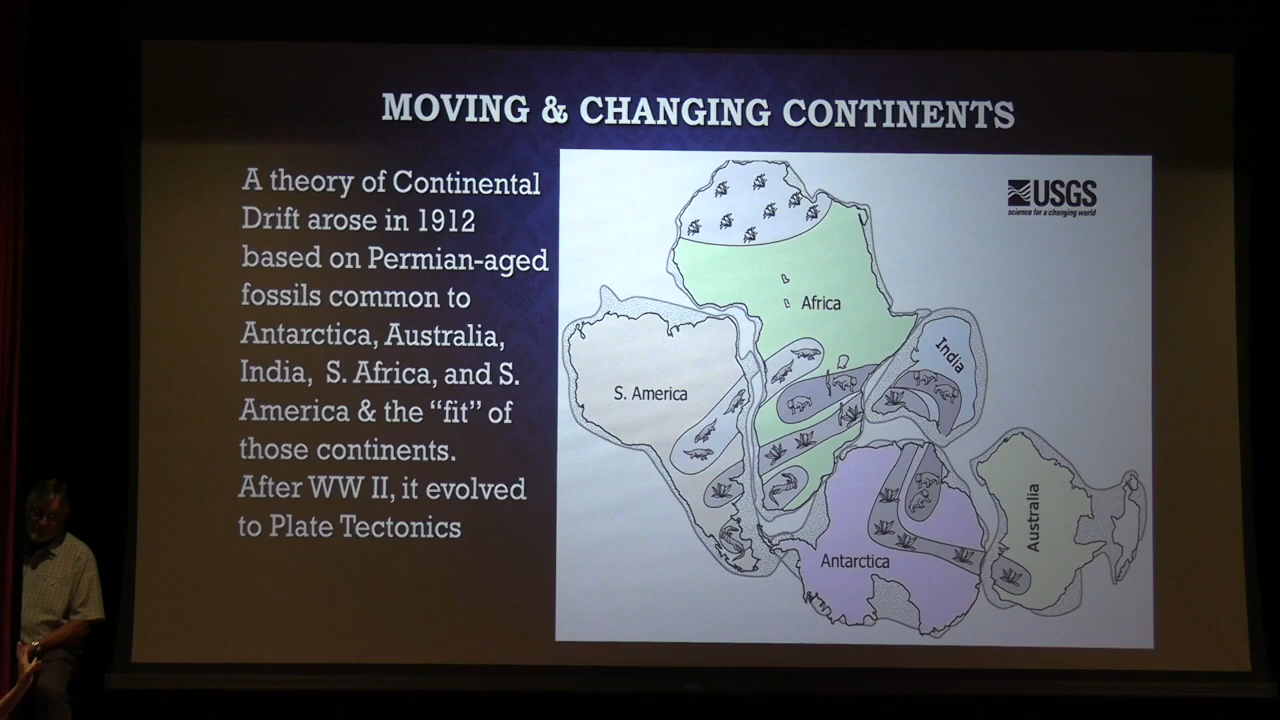 MOVING & CHANGING CONTINENTS
A theory of Continental
Drift arose in 1912
based on Permian-aged
fossils common to
Antarctica, Australia,
India, S. Africa, and S.
America & the “fit” of
those continents.
After WW II, it evolved
to Plate Tectonics
USGS
science for a changing world
Africa
India
S. America
Australia
Antarctica